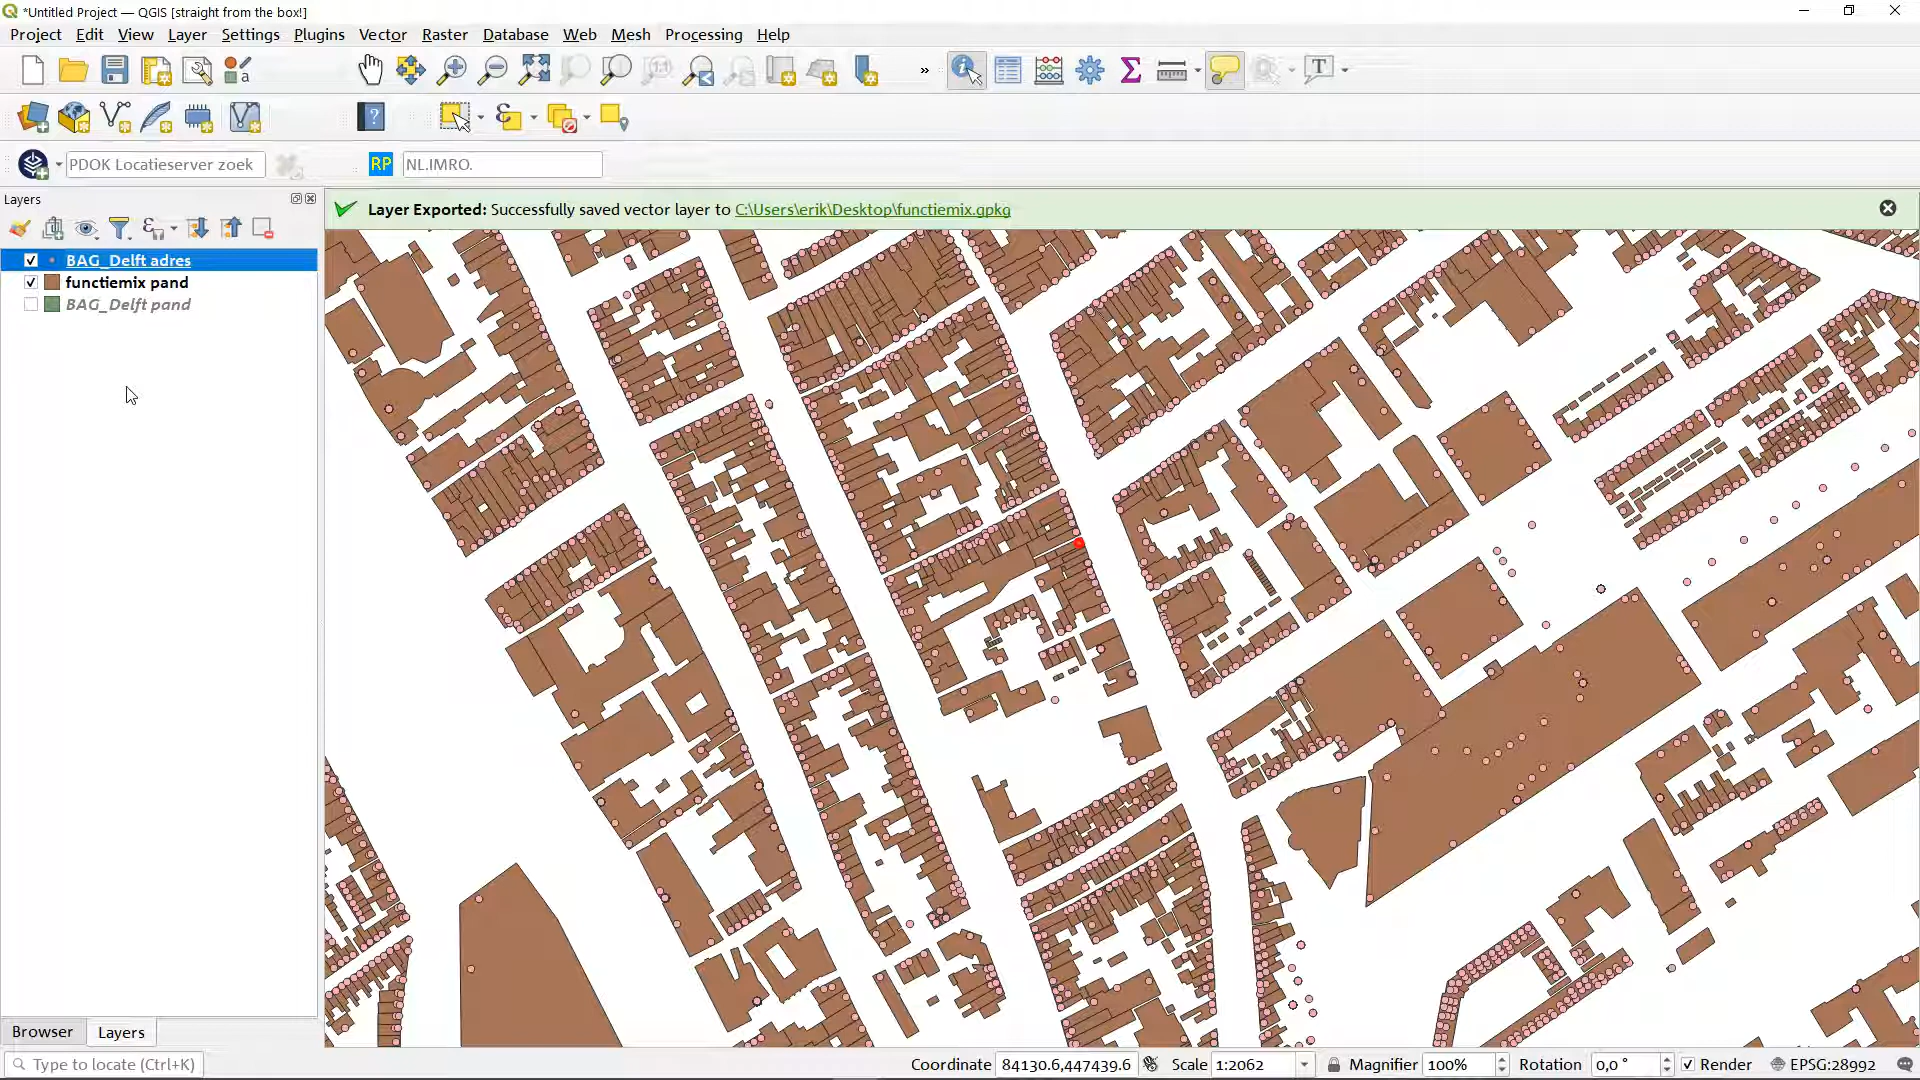 *Untitled Project — QGIS [straight from the box!]
Project Edit View Layer Settings Plugins Vector Raster Database Web Mesh Processing Help
PDOK Locatieserver zoek RP NL.IMRO.
Layers
Layer Exported: Successfully saved vector layer to C:\Users\erik\Desktop\functiemix.gpkg
BAG_Delft adres
functiemix pand
BAG_Delft pand
Browser Layers
Type to locate (Ctrl+K) Coordinate 84130.6,447439.6 Scale 1:2062 Magnifier 100% Rotation 0,0 ° Render EPSG:28992